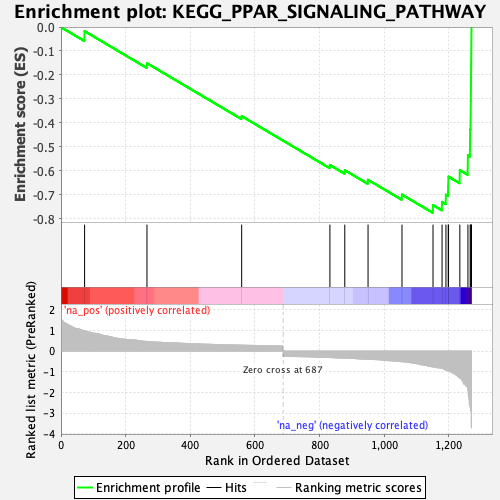 Enrichment plot: KEGG_PPAR_SIGNALING_PATHWAY
Enrichment score (ES)
0.0
-0.1
-0.2
-0.3
-0.4
-0.5
-0.6
-0.7
-0.8
'na_pos' (positively correlated)
Ranked list metric (PreRanked)
2
1
0
-1
-2
-3
-4
Zero cross at 687
'na_neg' (negatively correlated)
0 200 400 600 800 1,000 1,200
Rank in Ordered Dataset
Enrichment profile Hits Ranking metric scores